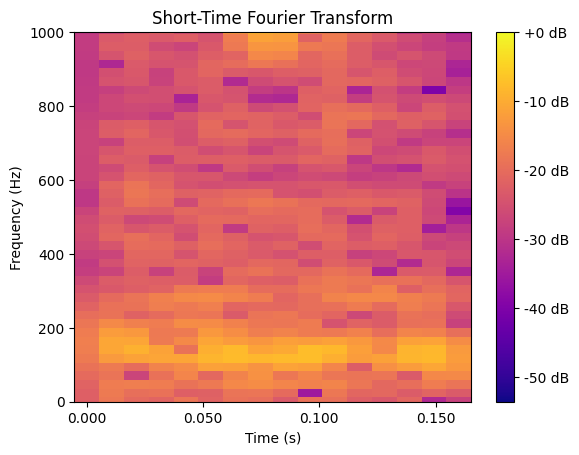 Short-Time Fourier Transform
1000
800
600
400
200
0
Frequency (Hz)
0.000
0.050
0.100
0.150
Time (s)
+0 dB
-10 dB
-20 dB
-30 dB
-40 dB
-50 dB